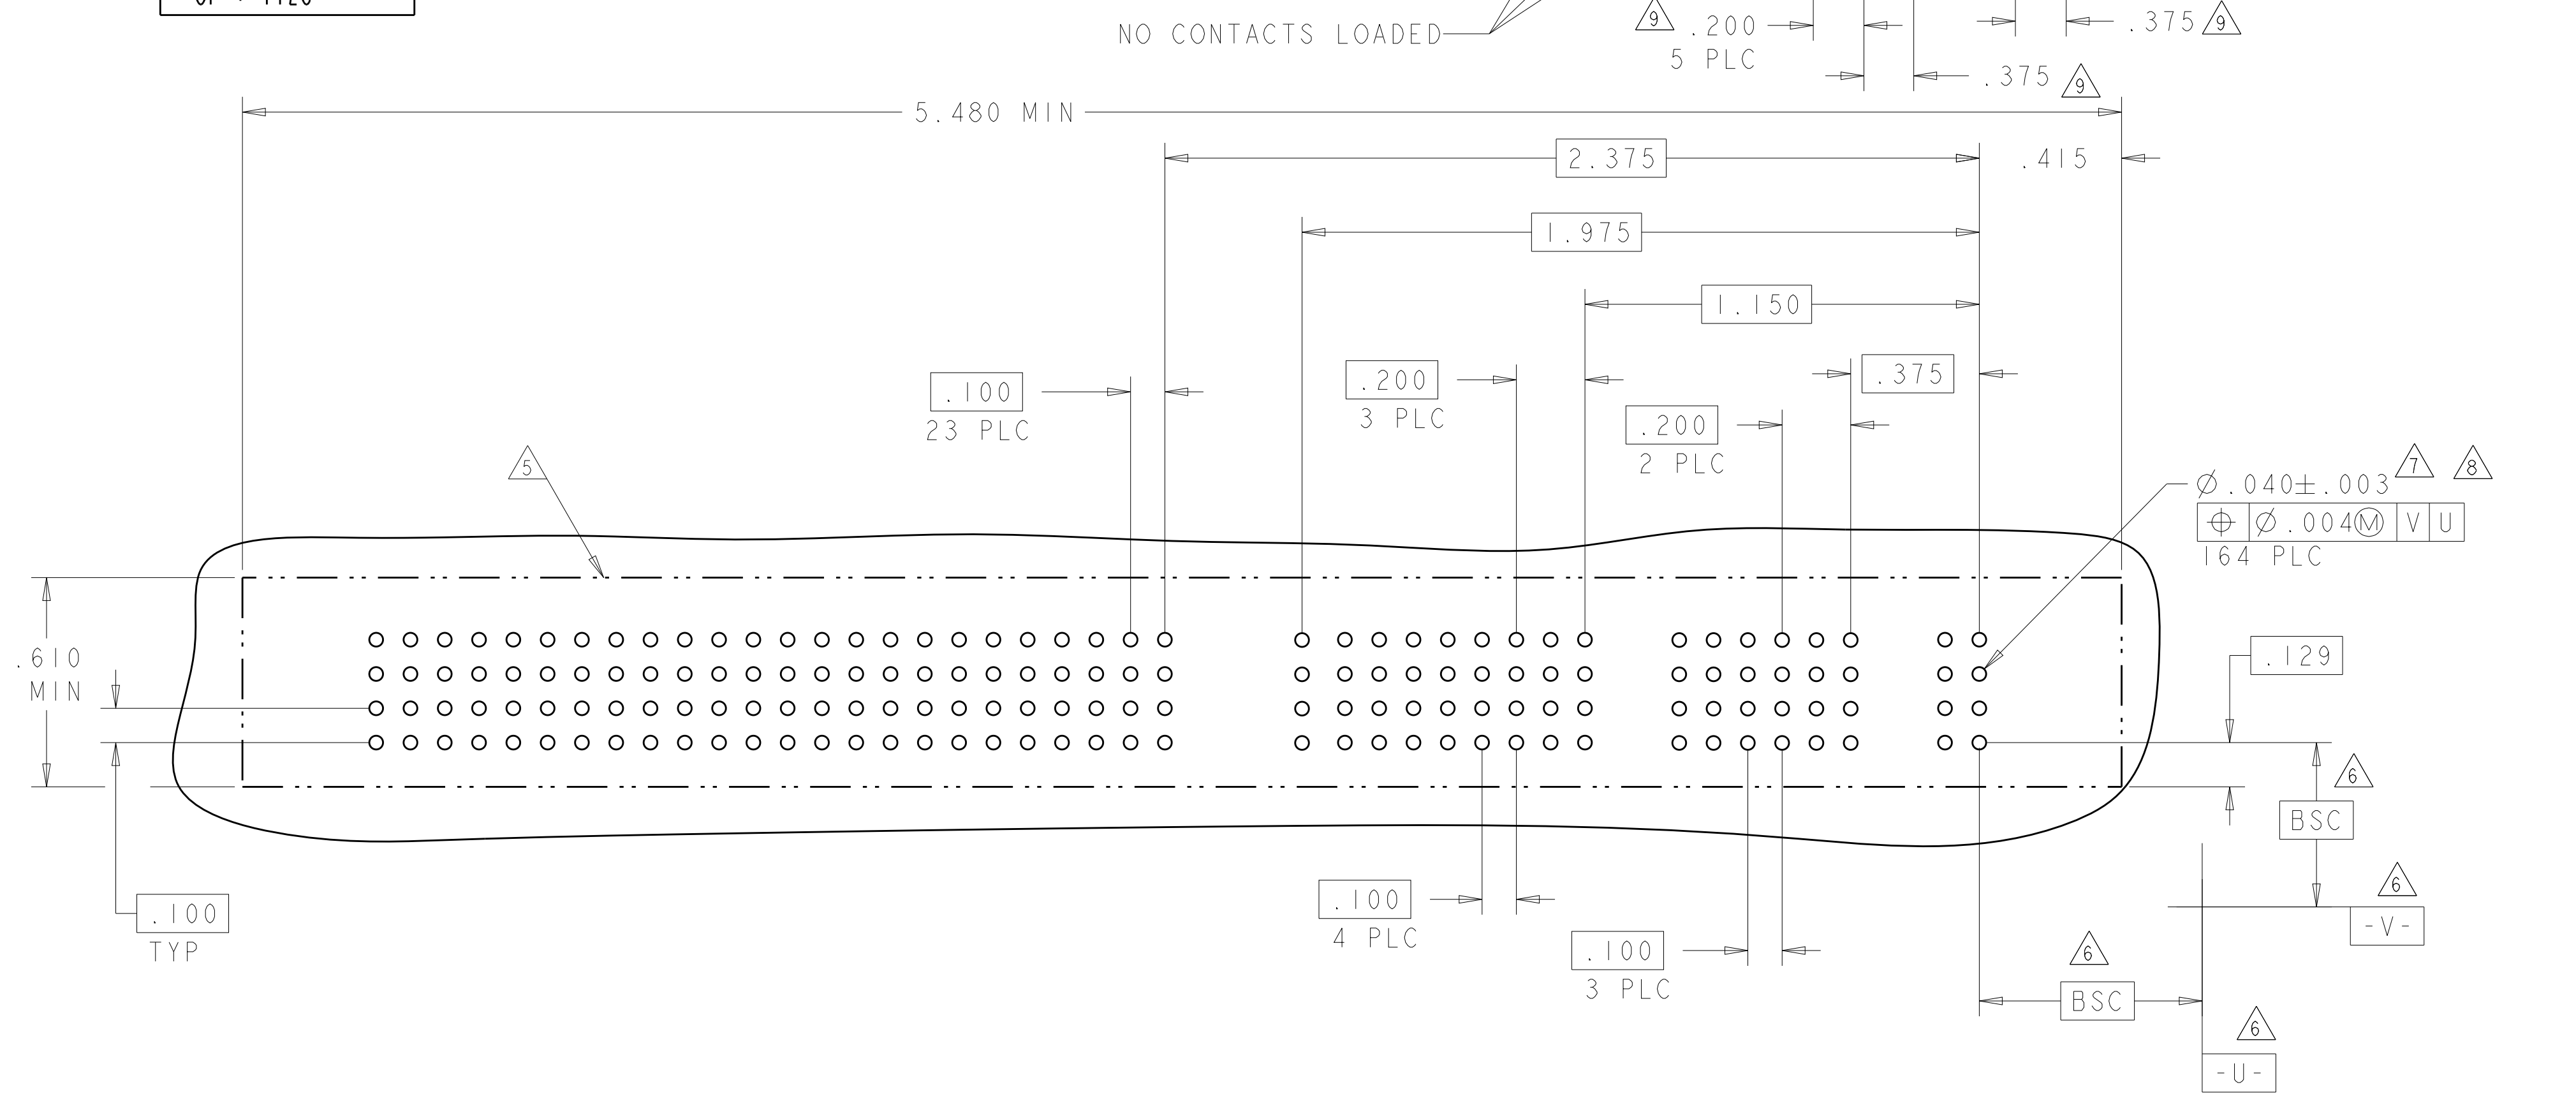 NO CONTACTS LOADED
9 .200
5 PLC
.375 9
.375 9
5.480 MIN
2.375
.415
1.975
1.150
.100
23 PLC
.200
3 PLC
.375
.200
2 PLC
5
Ø.040±.003 7 8
⌖ Ø.004Ⓜ V U
164 PLC
.610
MIN
.129
6
BSC
6
-V-
.100
TYP
.100
4 PLC
.100
3 PLC
6
BSC
6
-U-